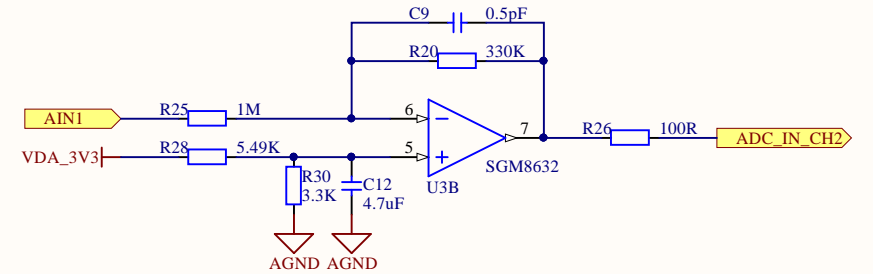 C9 0.5pF
R20 330K
AIN1 R25 1M 6
7 R26 100R ADC_IN_CH2
VDA_3V3 R28 5.49K 5
SGM8632
U3B
R30
3.3K
C12
4.7uF
AGND AGND